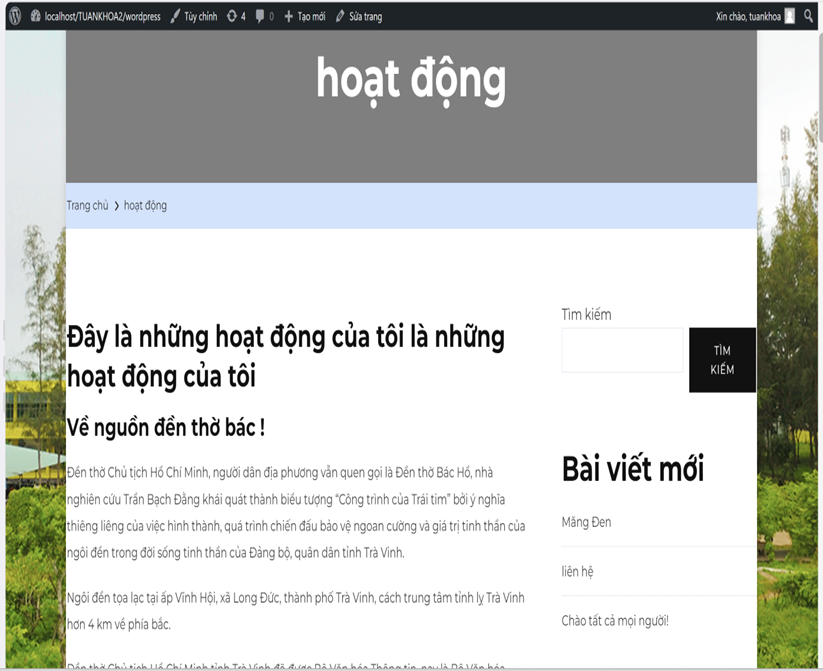 localhost/TUANKHOA2/wordpress Tùy chỉnh 4 0 Tạo mới Sửa trang Xin chào, tuankhoa
hoạt động
Trang chủ > hoạt động
Đây là những hoạt động của tôi là những
hoạt động của tôi
Về nguồn đền thờ bác !
Đền thờ Chủ tịch Hồ Chí Minh, người dân địa phương vẫn quen gọi là Đền thờ Bác Hồ, nhà
nghiên cứu Trần Bạch Đằng khái quát thành biểu tượng “Công trình của Trái tim” bởi ý nghĩa
thiêng liêng của việc hình thành, quá trình chiến đấu bảo vệ ngoan cường và giá trị tinh thần của
ngôi đền trong đời sống tinh thần của Đảng bộ, quân dân tỉnh Trà Vinh.
Ngôi đền tọa lạc tại ấp Vĩnh Hội, xã Long Đức, thành phố Trà Vinh, cách trung tâm tỉnh lỵ Trà Vinh
hơn 4 km về phía bắc.
Đền thờ Chủ tịch Hồ Chí Minh tỉnh Trà Vinh đã được Bộ Văn hóa Thông tin, nay là Bộ Văn hóa,
Tìm kiếm
TÌM
KIẾM
Bài viết mới
Măng Đen
liên hệ
Chào tất cả mọi người!